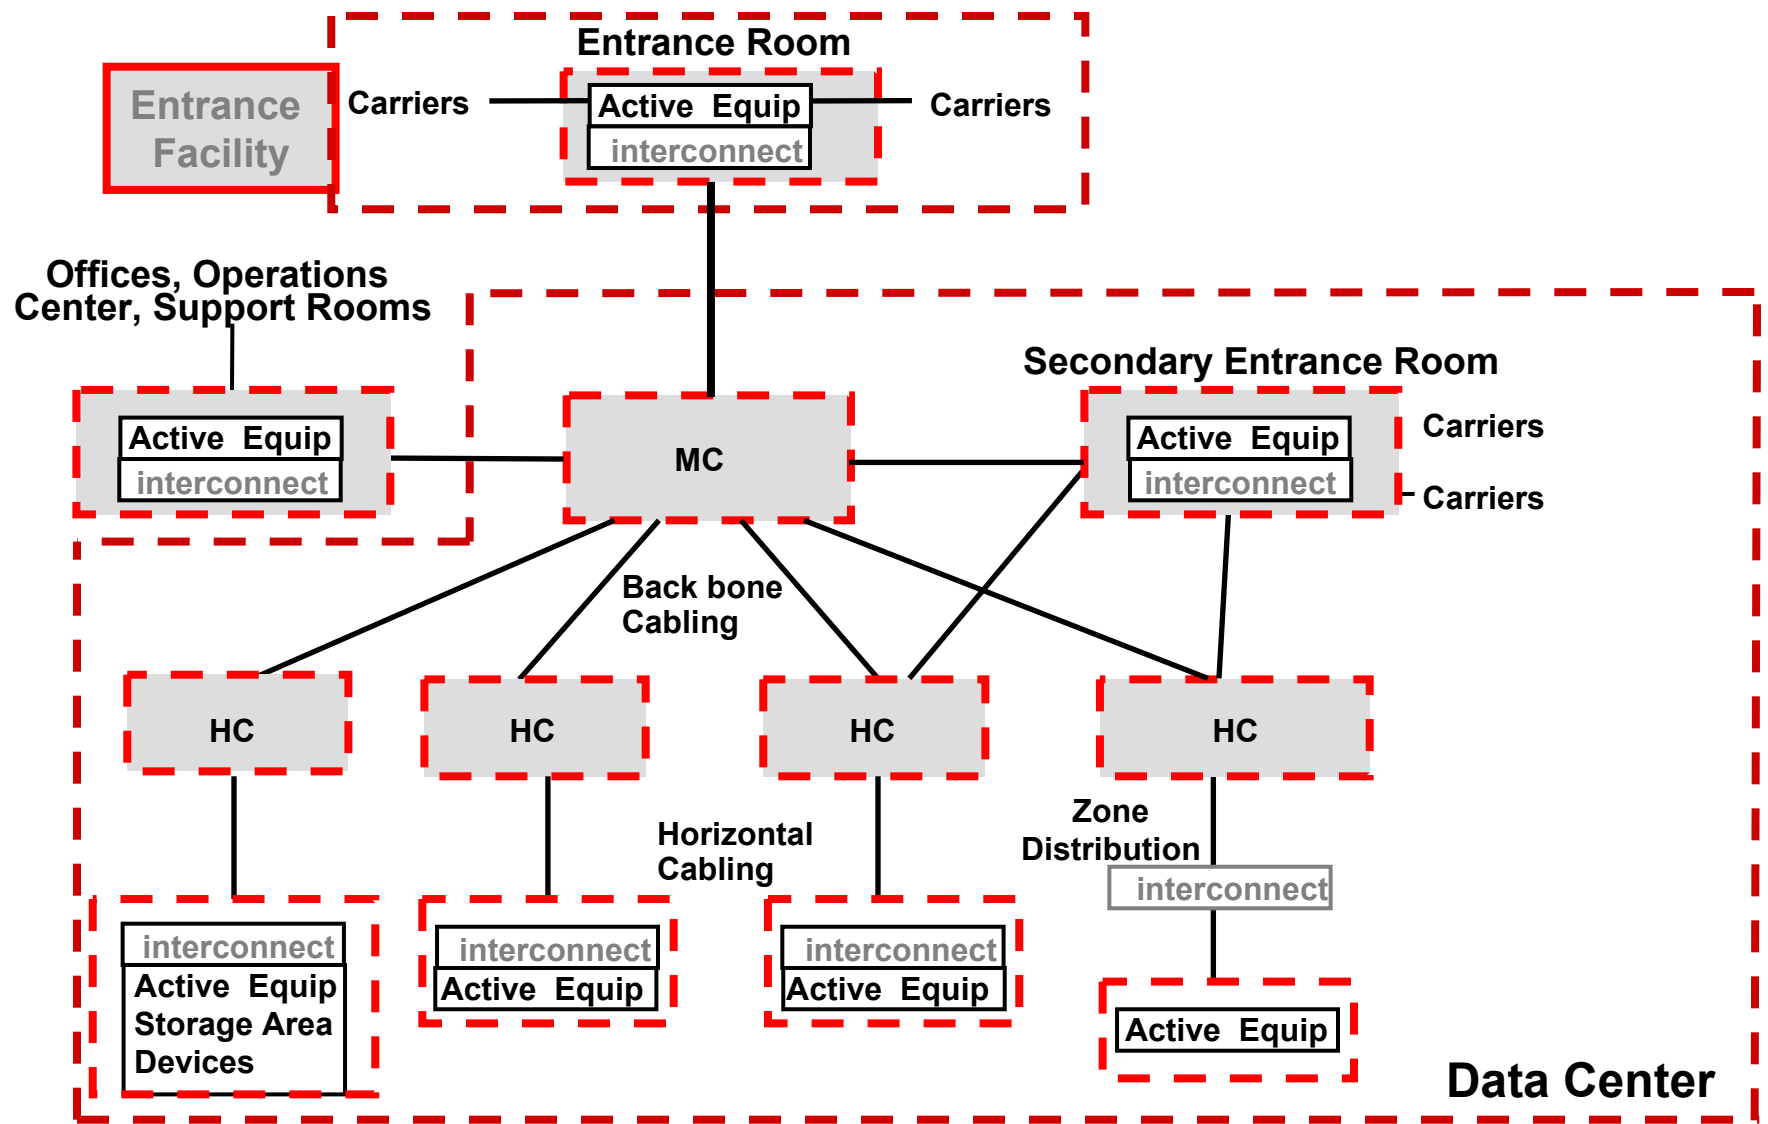 Entrance Room
Entrance
Facility
Carriers
Active Equip
interconnect
Carriers
Offices, Operations
Center, Support Rooms
Active Equip
interconnect
MC
Secondary Entrance Room
Active Equip
interconnect
Carriers
Carriers
Back bone
Cabling
HC
HC
HC
HC
Horizontal
Cabling
Zone
Distribution
interconnect
interconnect
Active Equip
Storage Area
Devices
interconnect
Active Equip
interconnect
Active Equip
Active Equip
Data Center